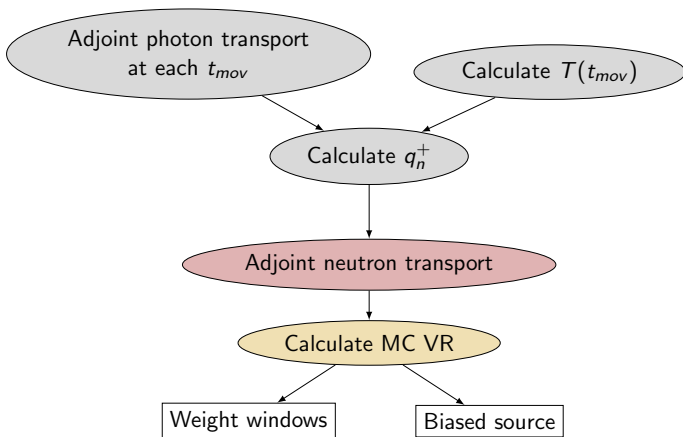 Adjoint photon transport
at each t_mov
Calculate T(t_mov)
Calculate q_n^+
Adjoint neutron transport
Calculate MC VR
Weight windows
Biased source